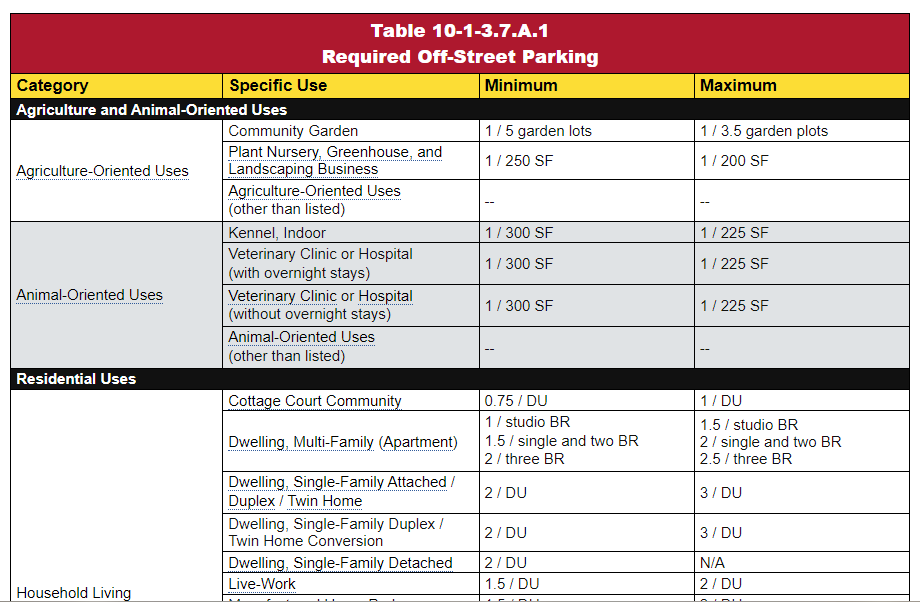 Table 10-1-3.7.A.1
Required Off-Street Parking
Category Specific Use Minimum Maximum
Agriculture and Animal-Oriented Uses
Agriculture-Oriented Uses
Community Garden 1 / 5 garden lots 1 / 3.5 garden plots
Plant Nursery, Greenhouse, and
Landscaping Business
1 / 250 SF 1 / 200 SF
Agriculture-Oriented Uses
(other than listed)
-- --
Animal-Oriented Uses
Kennel, Indoor 1 / 300 SF 1 / 225 SF
Veterinary Clinic or Hospital
(with overnight stays)
1 / 300 SF 1 / 225 SF
Veterinary Clinic or Hospital
(without overnight stays)
1 / 300 SF 1 / 225 SF
Animal-Oriented Uses
(other than listed)
-- --
Residential Uses
Household Living
Cottage Court Community 0.75 / DU 1 / DU
Dwelling, Multi-Family (Apartment)
1 / studio BR
1.5 / single and two BR
2 / three BR
1.5 / studio BR
2 / single and two BR
2.5 / three BR
Dwelling, Single-Family Attached /
Duplex / Twin Home
2 / DU 3 / DU
Dwelling, Single-Family Duplex /
Twin Home Conversion
2 / DU 3 / DU
Dwelling, Single-Family Detached 2 / DU N/A
Live-Work 1.5 / DU 2 / DU